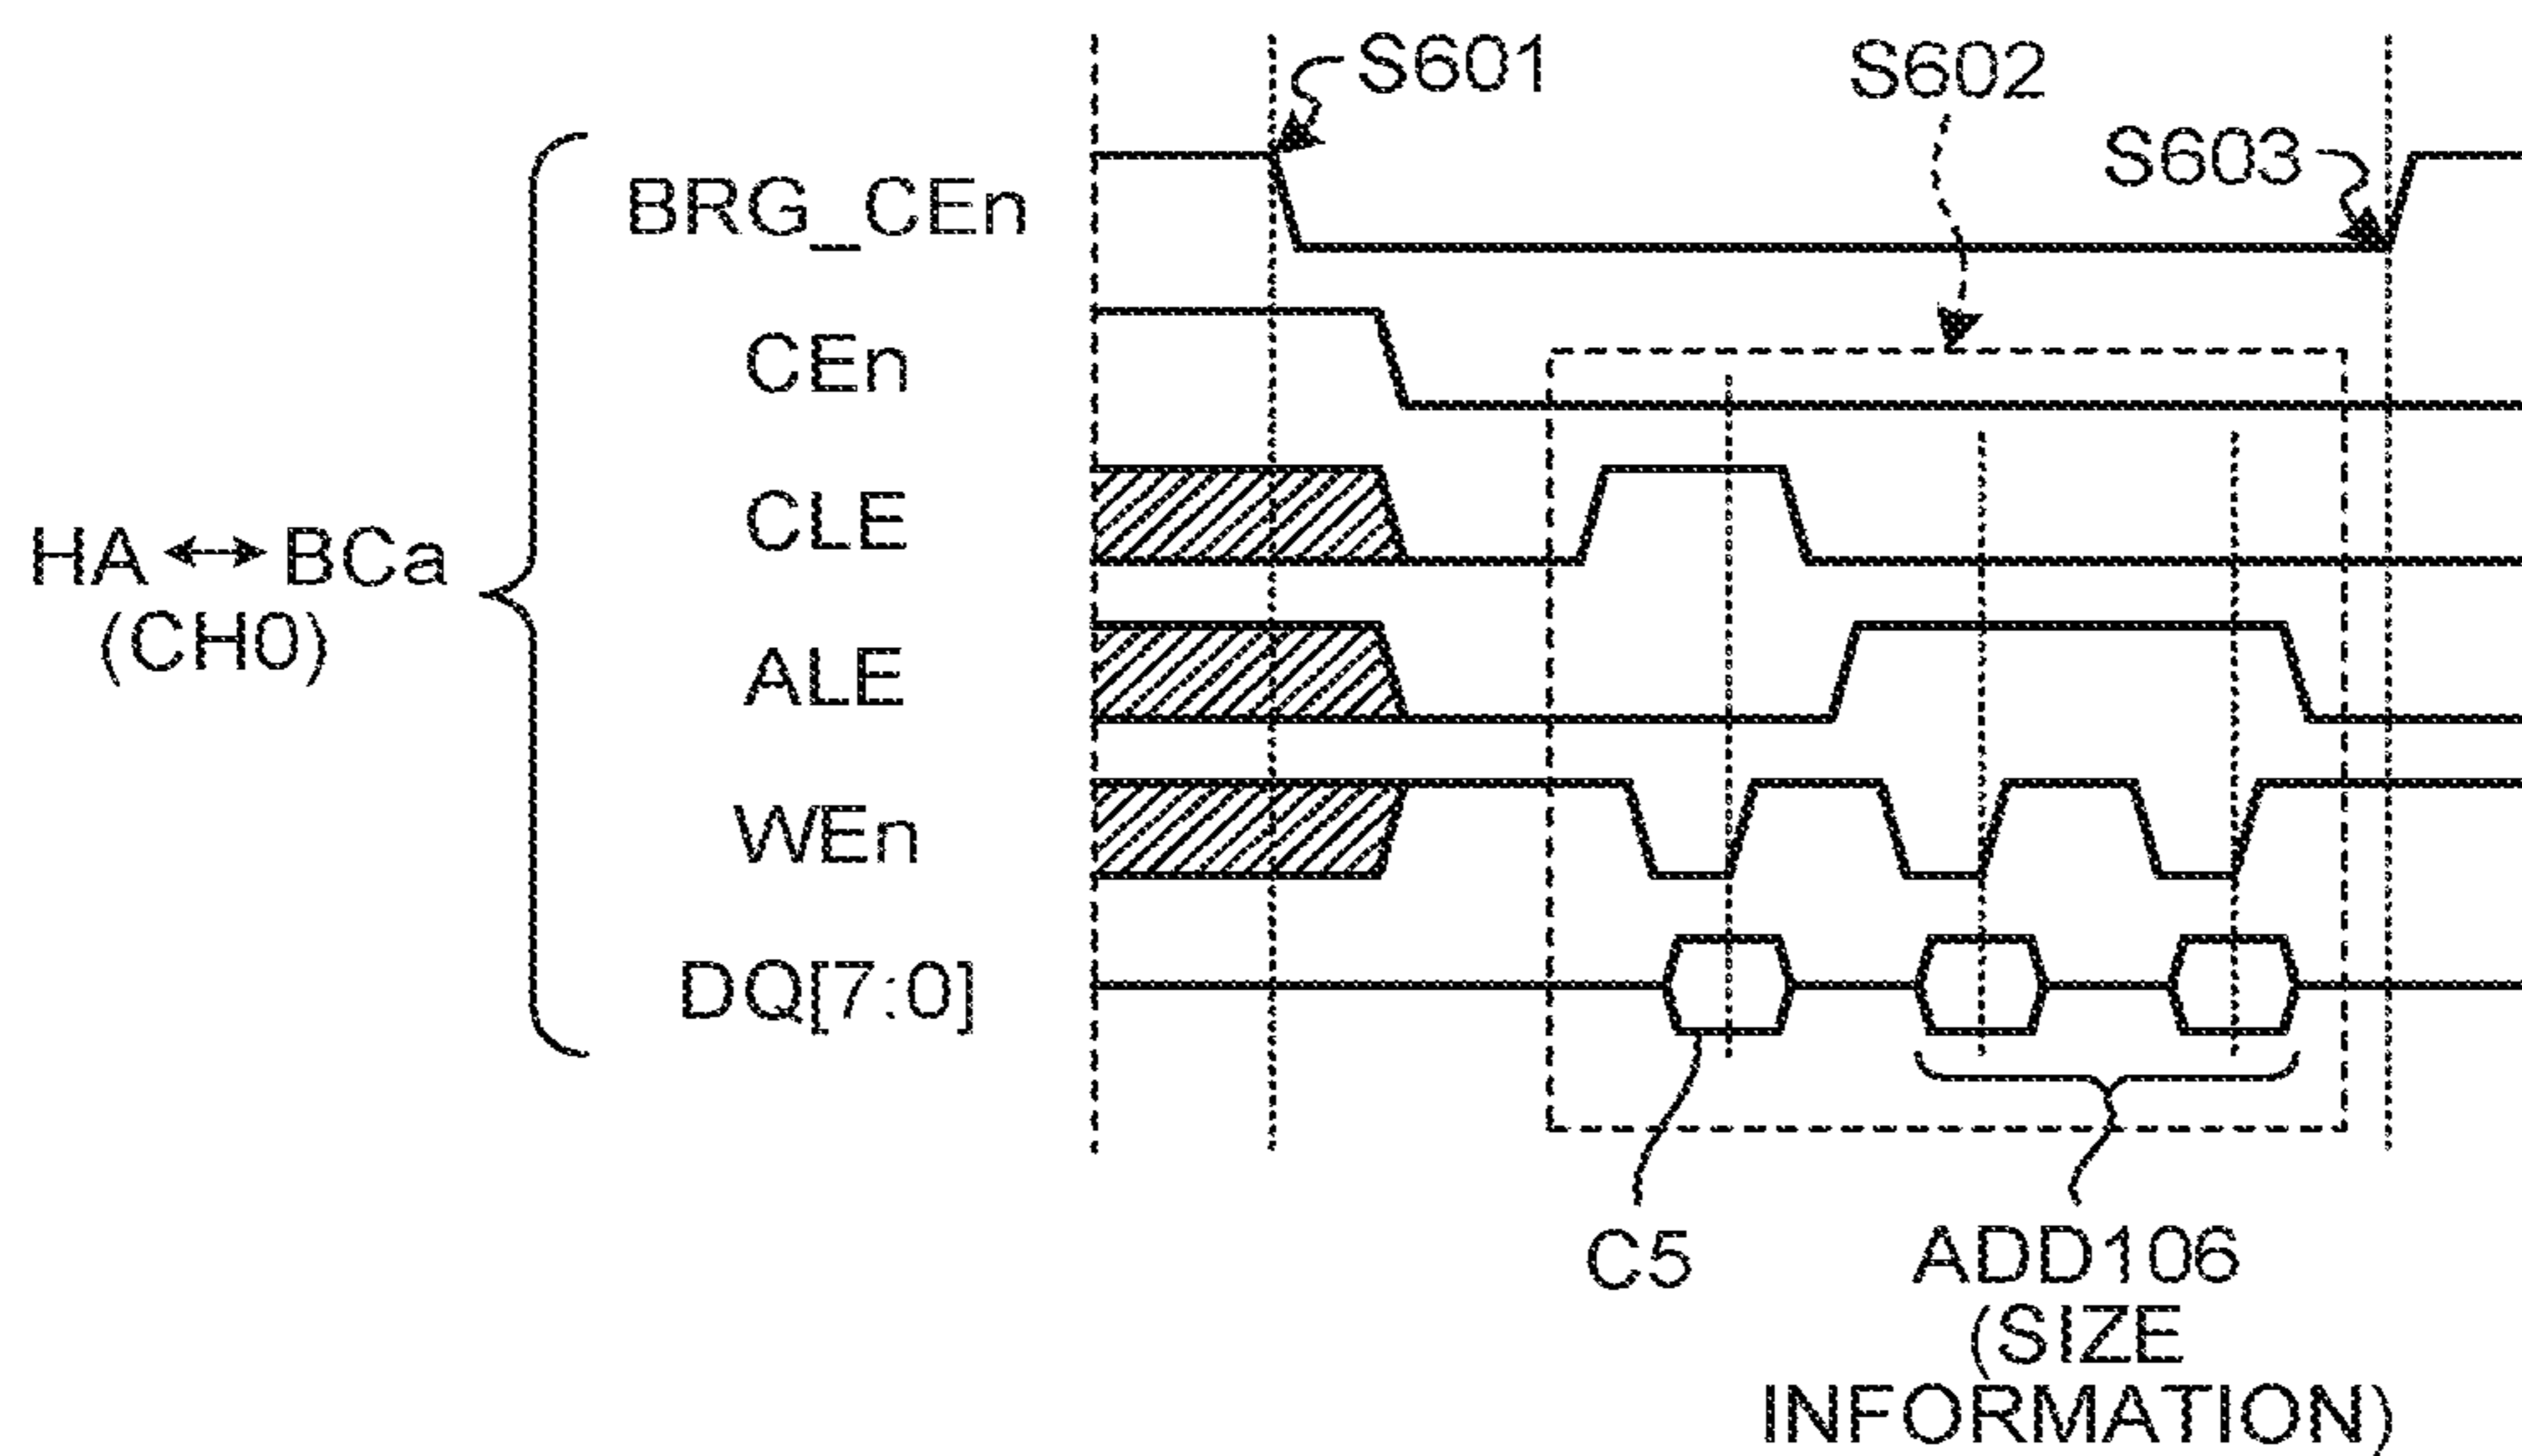 S601
S602
S603
BRG_CEn
CEn
CLE
HA ↔ BCa
(CH0)
ALE
WEn
DQ[7:0]
C5
ADD106
(SIZE
INFORMATION)